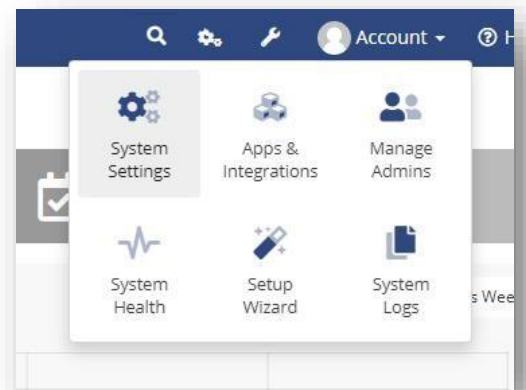 Account
H
System
Settings
Apps &
Integrations
Manage
Admins
System
Health
Setup
Wizard
System
Logs
s Wee